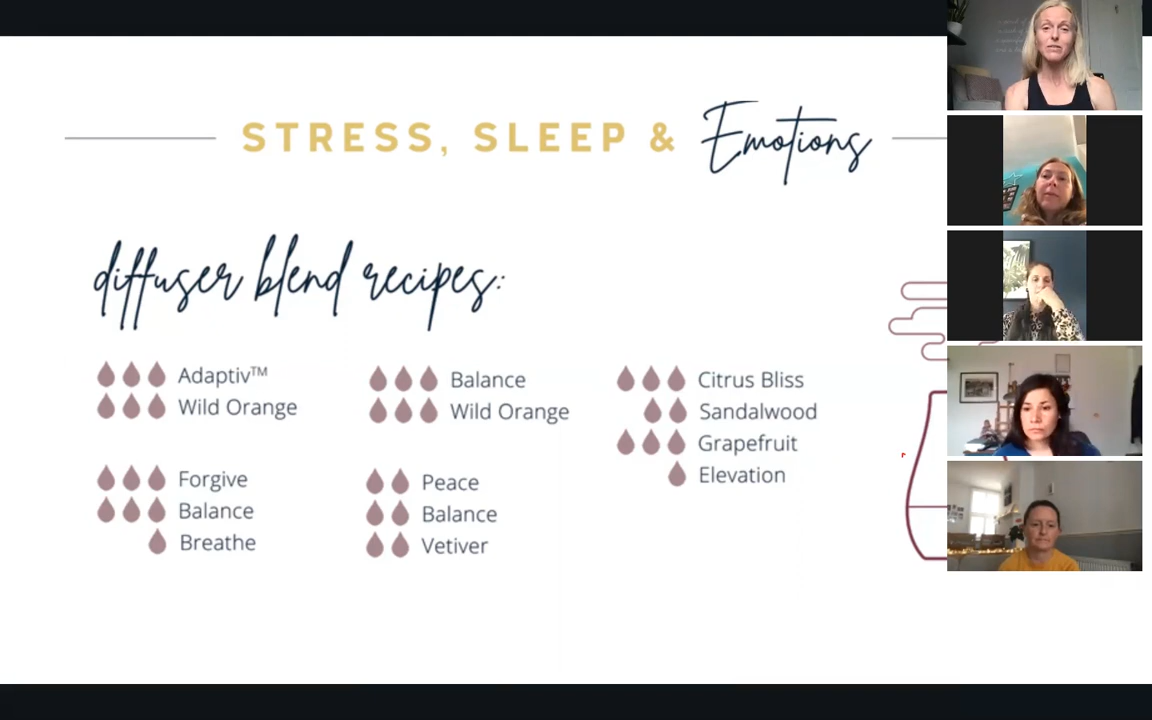 STRESS, SLEEP & Emotions
diffuser blend recipes:
Adaptiv™
Wild Orange
Balance
Wild Orange
Citrus Bliss
Sandalwood
Grapefruit
Elevation
Forgive
Balance
Breathe
Peace
Balance
Vetiver